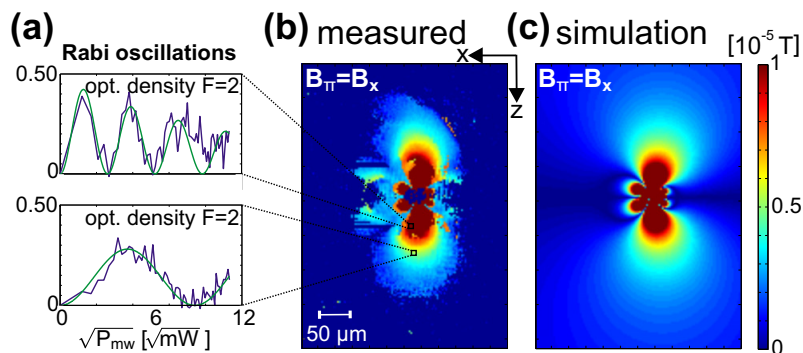 (a)
Rabi oscillations
0.50
opt. density F=2
0
0.50
opt. density F=2
0
0 6 12
√P_mw [√mW]
(b) measured
B_π=B_x
x
z
50 µm
(c) simulation
B_π=B_x
[10⁻⁵ T]
1
0.5
0